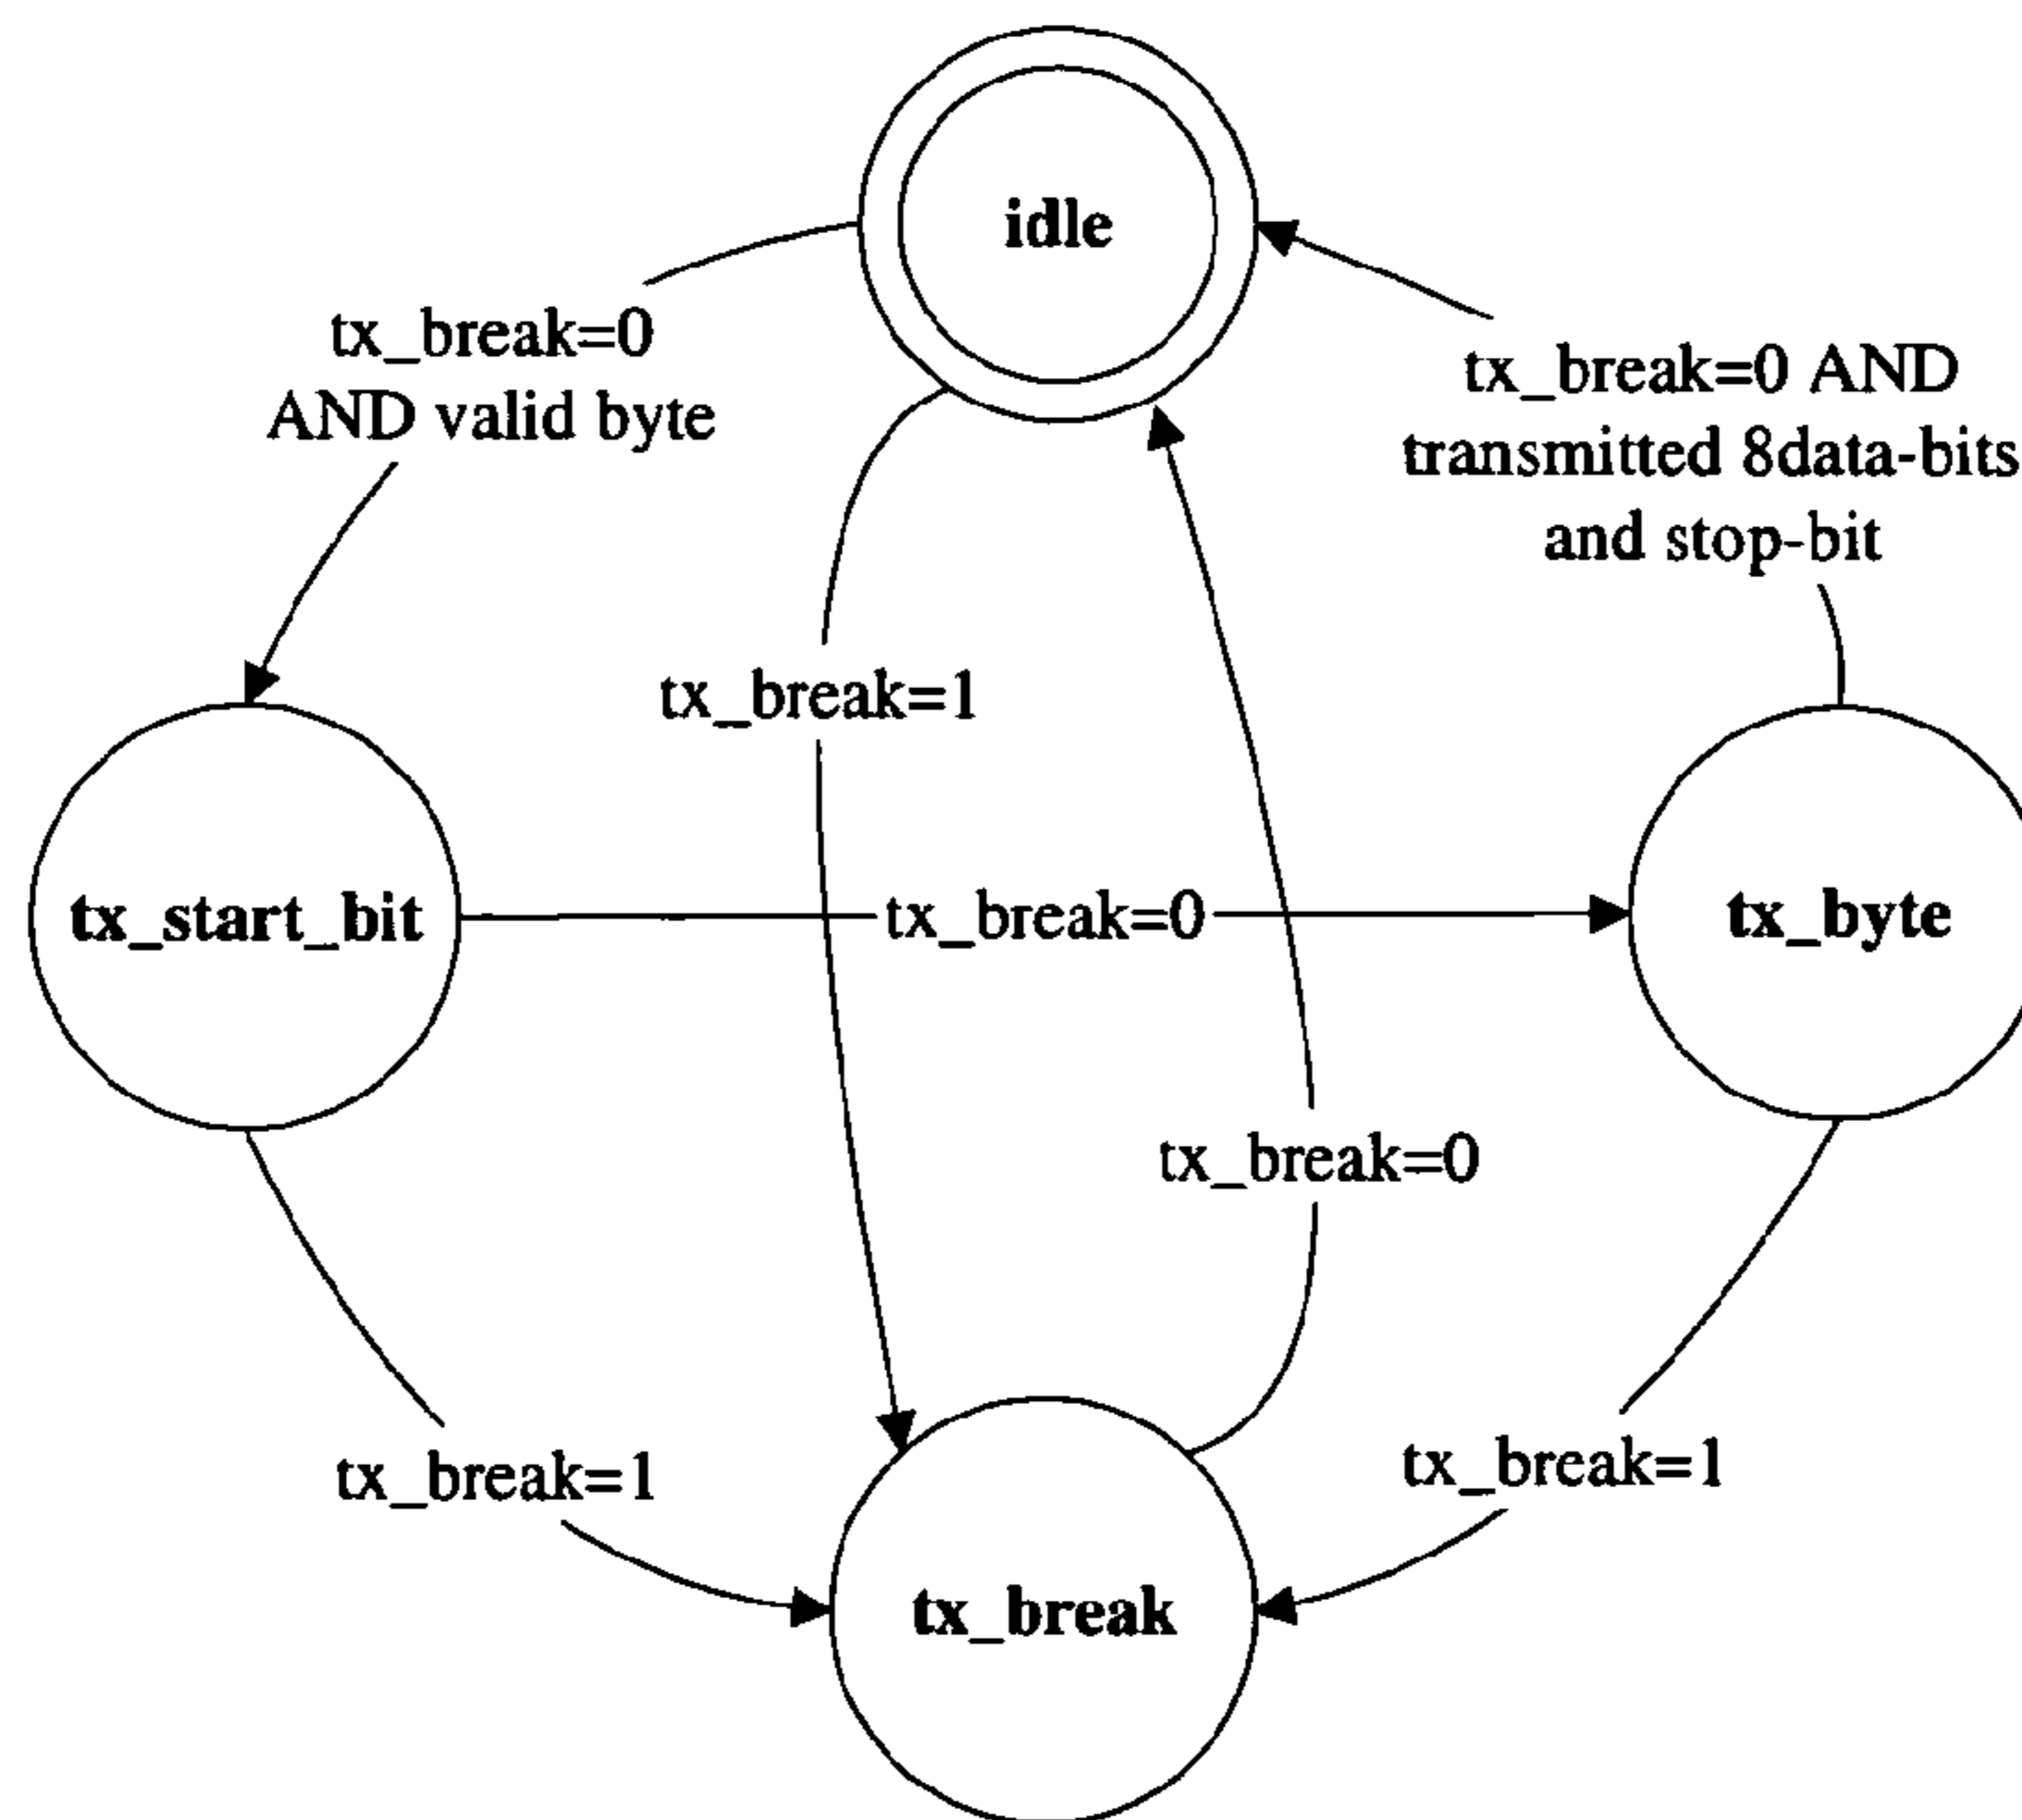 idle
tx_break=0
AND valid byte
tx_break=0 AND
transmitted 8data-bits
and stop-bit
tx_break=1
tx_start_bit
tx_break=0
tx_byte
tx_break=0
tx_break=1
tx_break=1
tx_break